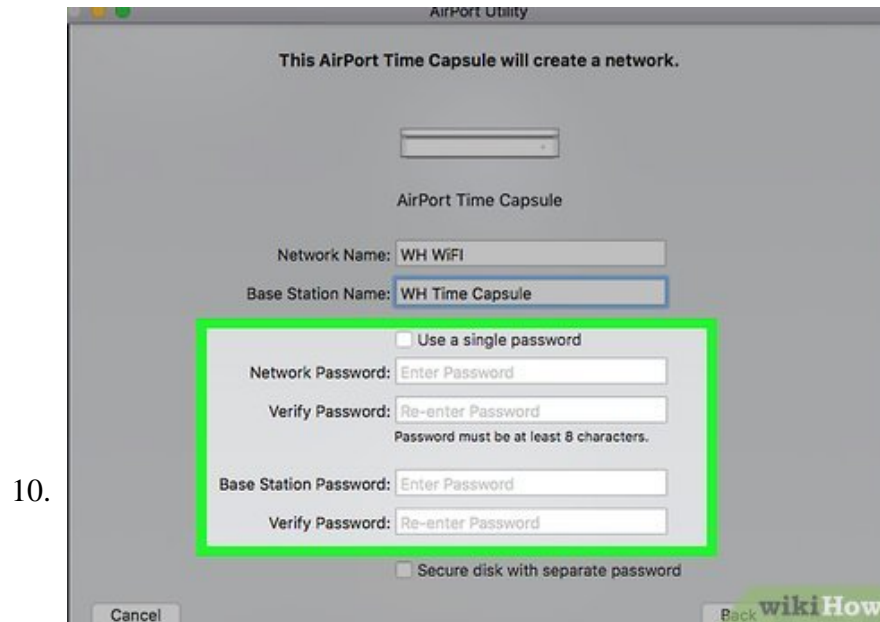 AirPort Utility
This AirPort Time Capsule will create a network.
AirPort Time Capsule
Network Name: WH WiFI
Base Station Name: WH Time Capsule
Use a single password
Network Password: Enter Password
Verify Password: Re-enter Password
Password must be at least 8 characters.
10.
Base Station Password: Enter Password
Verify Password: Re-enter Password
Secure disk with separate password
Cancel
Back
wikiHow